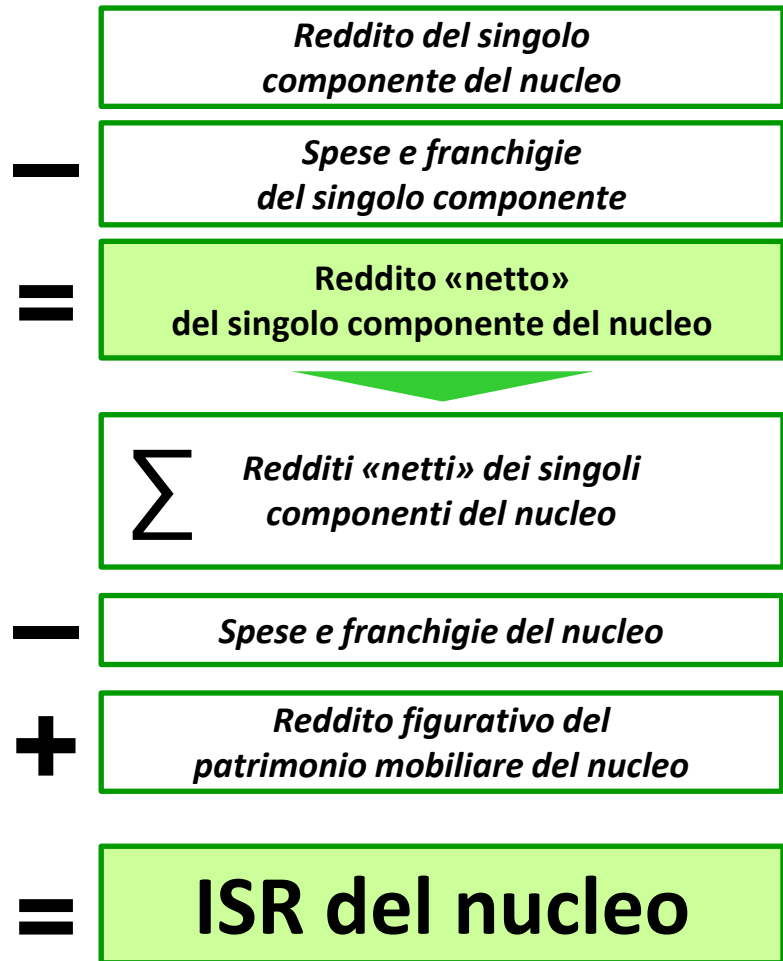 Reddito del singolo
componente del nucleo
−
Spese e franchigie
del singolo componente
=
Reddito «netto»
del singolo componente del nucleo
∑ Redditi «netti» dei singoli
componenti del nucleo
−
Spese e franchigie del nucleo
+
Reddito figurativo del
patrimonio mobiliare del nucleo
=
ISR del nucleo